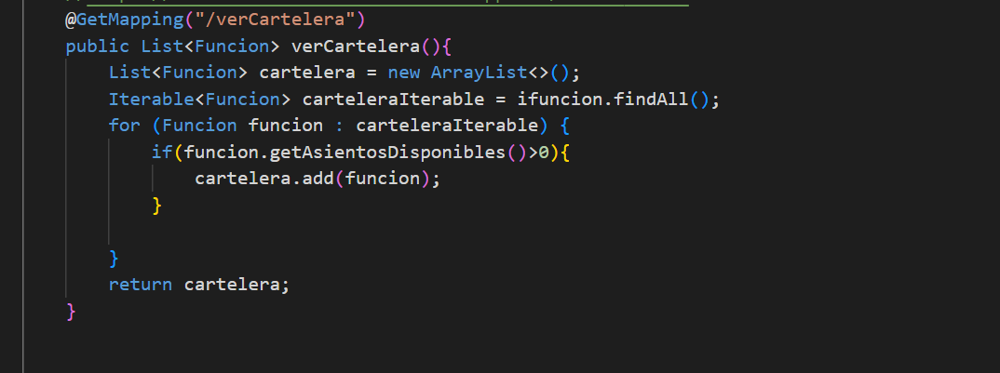 @GetMapping("/verCartelera")
public List<Funcion> verCartelera(){
List<Funcion> cartelera = new ArrayList<>();
Iterable<Funcion> carteleraIterable = ifuncion.findAll();
for (Funcion funcion : carteleraIterable) {
if(funcion.getAsientosDisponibles()>0){
cartelera.add(funcion);
}
}
return cartelera;
}